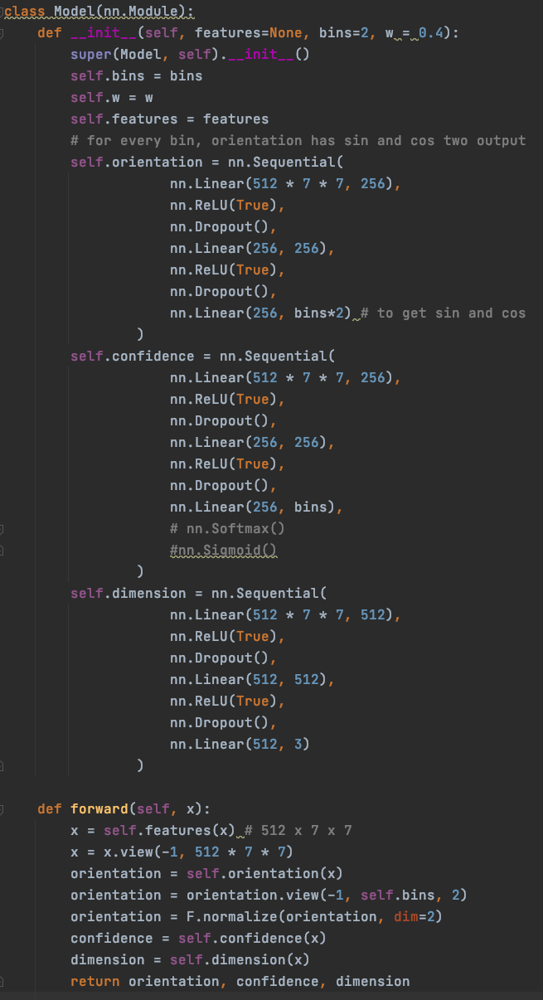 class Model(nn.Module):
    def __init__(self, features=None, bins=2, w = 0.4):
        super(Model, self).__init__()
        self.bins = bins
        self.w = w
        self.features = features
        # for every bin, orientation has sin and cos two output
        self.orientation = nn.Sequential(
                    nn.Linear(512 * 7 * 7, 256),
                    nn.ReLU(True),
                    nn.Dropout(),
                    nn.Linear(256, 256),
                    nn.ReLU(True),
                    nn.Dropout(),
                    nn.Linear(256, bins*2) # to get sin and cos
                )
        self.confidence = nn.Sequential(
                    nn.Linear(512 * 7 * 7, 256),
                    nn.ReLU(True),
                    nn.Dropout(),
                    nn.Linear(256, 256),
                    nn.ReLU(True),
                    nn.Dropout(),
                    nn.Linear(256, bins),
                    # nn.Softmax()
                    #nn.Sigmoid()
                )
        self.dimension = nn.Sequential(
                    nn.Linear(512 * 7 * 7, 512),
                    nn.ReLU(True),
                    nn.Dropout(),
                    nn.Linear(512, 512),
                    nn.ReLU(True),
                    nn.Dropout(),
                    nn.Linear(512, 3)
                )

    def forward(self, x):
        x = self.features(x) # 512 x 7 x 7
        x = x.view(-1, 512 * 7 * 7)
        orientation = self.orientation(x)
        orientation = orientation.view(-1, self.bins, 2)
        orientation = F.normalize(orientation, dim=2)
        confidence = self.confidence(x)
        dimension = self.dimension(x)
        return orientation, confidence, dimension